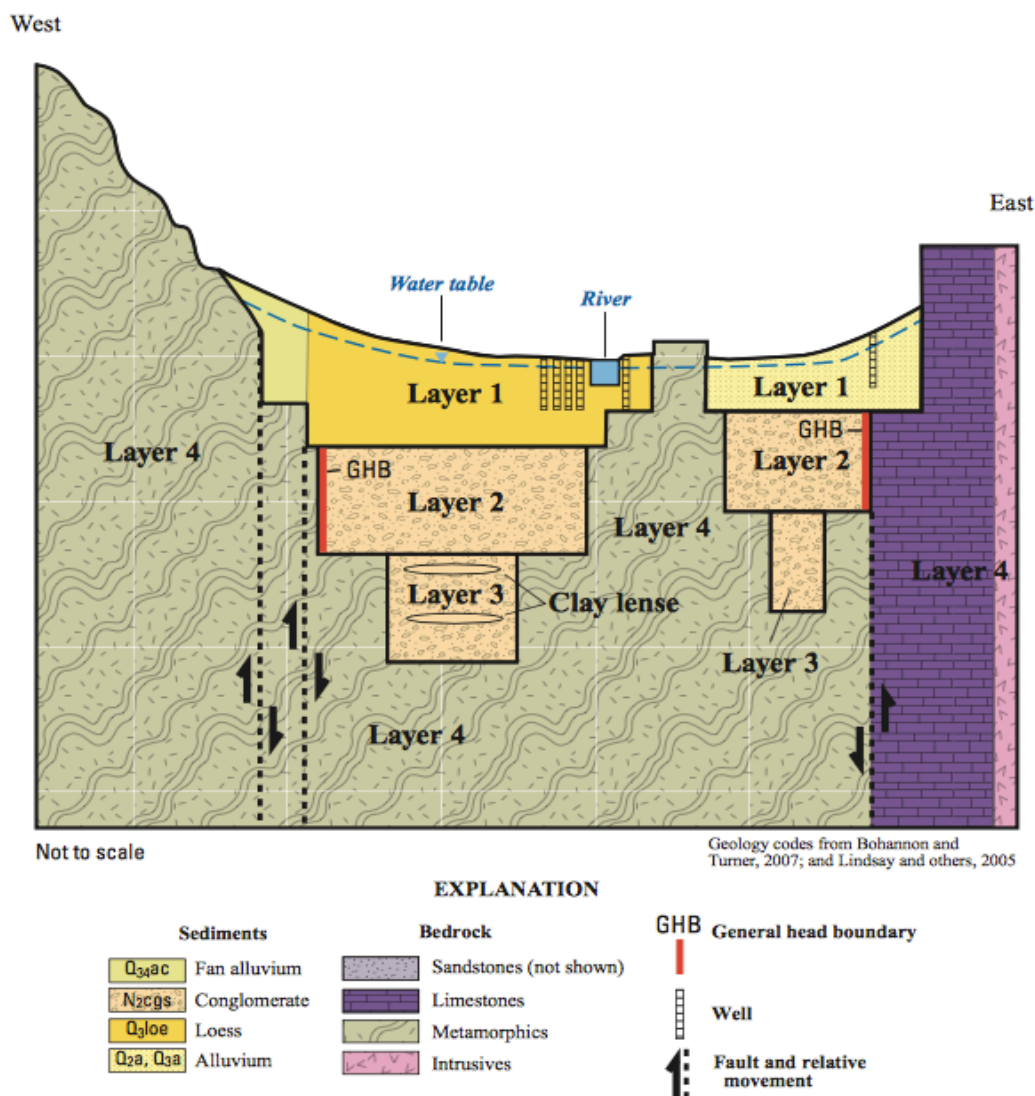 West
East
Water table
River
Layer 1
Layer 1
GHB
Layer 4
GHB
Layer 2
Layer 2
Layer 4
Layer 4
Layer 3
Clay lense
Layer 3
Layer 4
Not to scale
Geology codes from Bohannon and
Turner, 2007; and Lindsay and others, 2005
EXPLANATION
Sediments
Q34ac Fan alluvium
N2cgs Conglomerate
Q3loe Loess
Q2a, Q3a Alluvium
Bedrock
Sandstones (not shown)
Limestones
Metamorphics
Intrusives
GHB General head boundary
Well
Fault and relative
movement